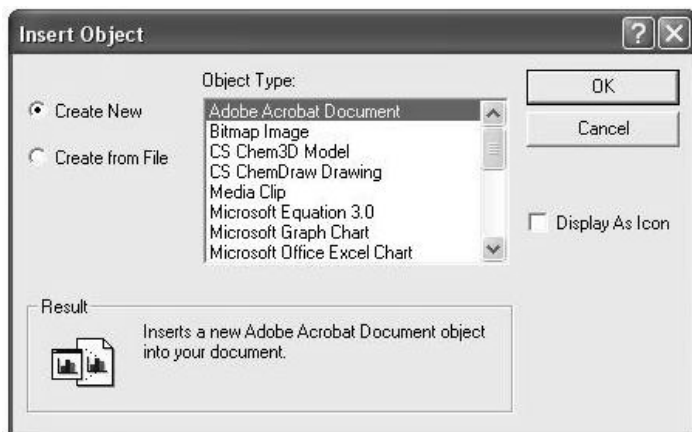 Insert Object
Object Type:
Create New
Create from File
Adobe Acrobat Document
Bitmap Image
CS Chem3D Model
CS ChemDraw Drawing
Media Clip
Microsoft Equation 3.0
Microsoft Graph Chart
Microsoft Office Excel Chart
OK
Cancel
Display As Icon
Result
Inserts a new Adobe Acrobat Document object
into your document.